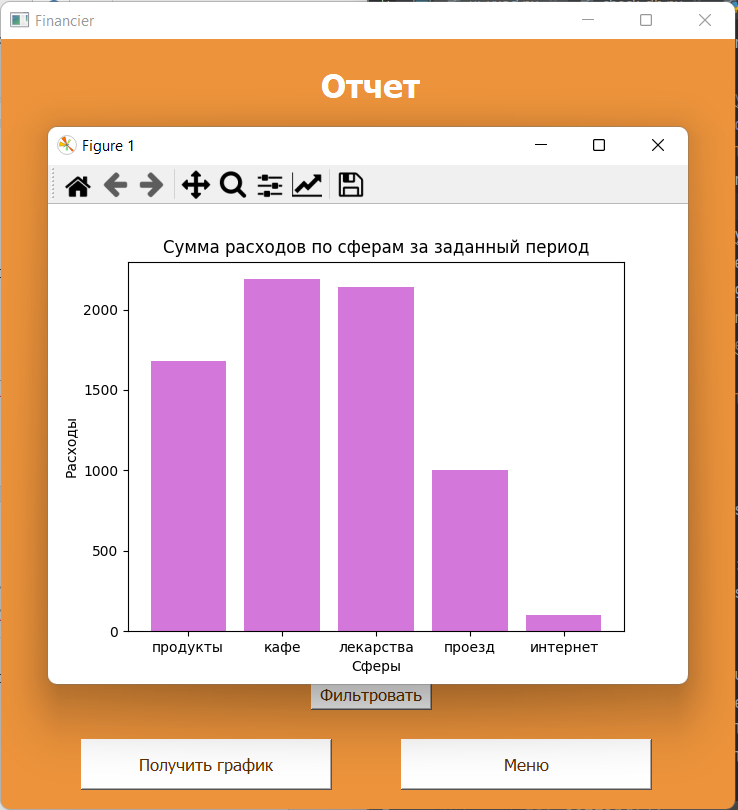 Financier
Отчет
Figure 1
Сумма расходов по сферам за заданный период
2000
1500
1000
500
0
Расходы
продукты кафе лекарства проезд интернет
Сферы
Фильтровать
Получить график Меню